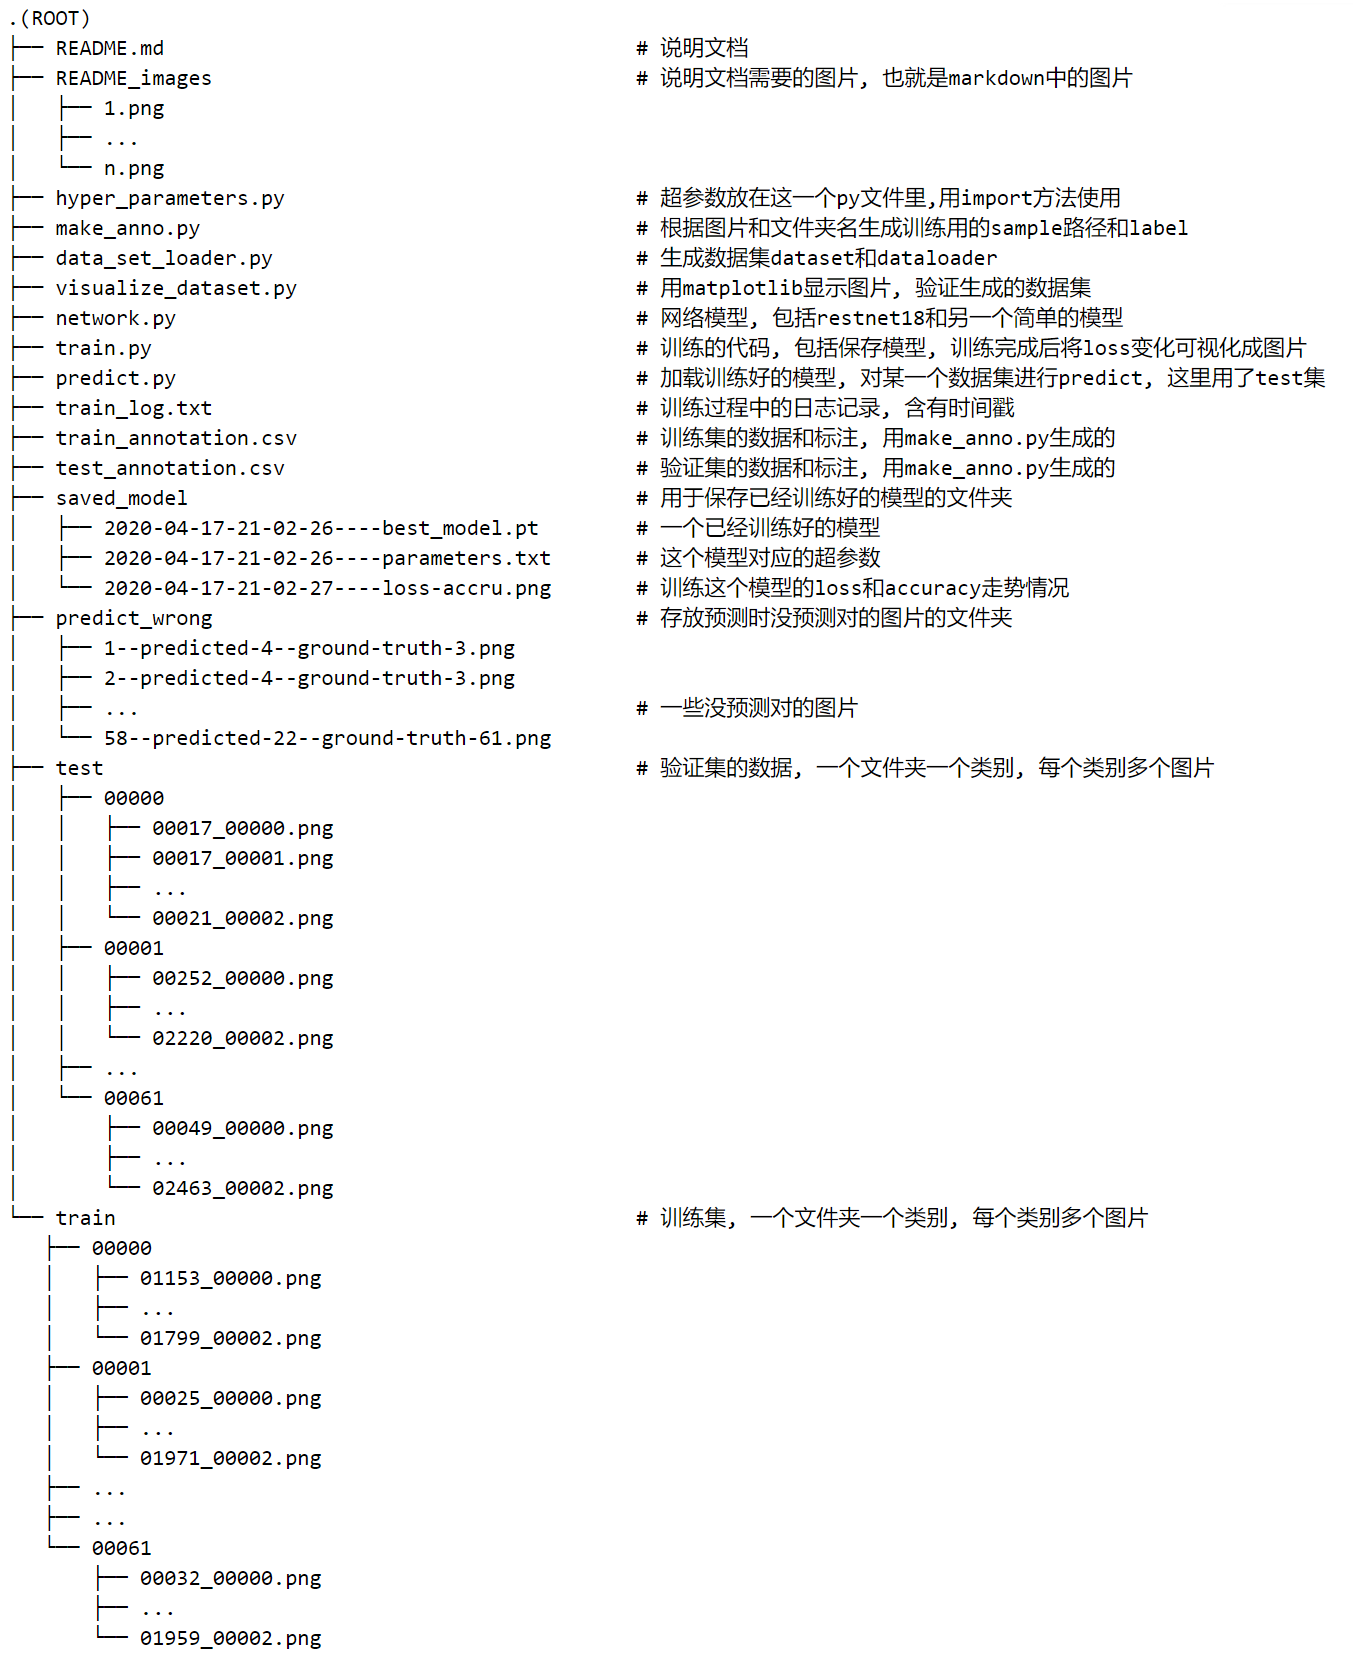 .(ROOT)
├── README.md # 说明文档
├── README_images # 说明文档需要的图片, 也就是markdown中的图片
│   ├── 1.png
│   ├── ...
│   └── n.png
├── hyper_parameters.py # 超参数放在这一个py文件里,用import方法使用
├── make_anno.py # 根据图片和文件夹名生成训练用的sample路径和label
├── data_set_loader.py # 生成数据集dataset和dataloader
├── visualize_dataset.py # 用matplotlib显示图片, 验证生成的数据集
├── network.py # 网络模型, 包括restnet18和另一个简单的模型
├── train.py # 训练的代码, 包括保存模型, 训练完成后将loss变化可视化成图片
├── predict.py # 加载训练好的模型, 对某一个数据集进行predict, 这里用了test集
├── train_log.txt # 训练过程中的日志记录, 含有时间戳
├── train_annotation.csv # 训练集的数据和标注, 用make_anno.py生成的
├── test_annotation.csv # 验证集的数据和标注, 用make_anno.py生成的
├── saved_model # 用于保存已经训练好的模型的文件夹
│   ├── 2020-04-17-21-02-26----best_model.pt # 一个已经训练好的模型
│   ├── 2020-04-17-21-02-26----parameters.txt # 这个模型对应的超参数
│   └── 2020-04-17-21-02-27----loss-accru.png # 训练这个模型的loss和accuracy走势情况
├── predict_wrong # 存放预测时没预测对的图片的文件夹
│   ├── 1--predicted-4--ground-truth-3.png
│   ├── 2--predicted-4--ground-truth-3.png
│   ├── ... # 一些没预测对的图片
│   └── 58--predicted-22--ground-truth-61.png
├── test # 验证集的数据, 一个文件夹一个类别, 每个类别多个图片
│   ├── 00000
│   │   ├── 00017_00000.png
│   │   ├── 00017_00001.png
│   │   ├── ...
│   │   └── 00021_00002.png
│   ├── 00001
│   │   ├── 00252_00000.png
│   │   ├── ...
│   │   └── 02220_00002.png
│   ├── ...
│   └── 00061
│       ├── 00049_00000.png
│       ├── ...
│       └── 02463_00002.png
└── train # 训练集, 一个文件夹一个类别, 每个类别多个图片
   ├── 00000
   │   ├── 01153_00000.png
   │   ├── ...
   │   └── 01799_00002.png
   ├── 00001
   │   ├── 00025_00000.png
   │   ├── ...
   │   └── 01971_00002.png
   ├── ...
   ├── ...
   └── 00061
       ├── 00032_00000.png
       ├── ...
       └── 01959_00002.png